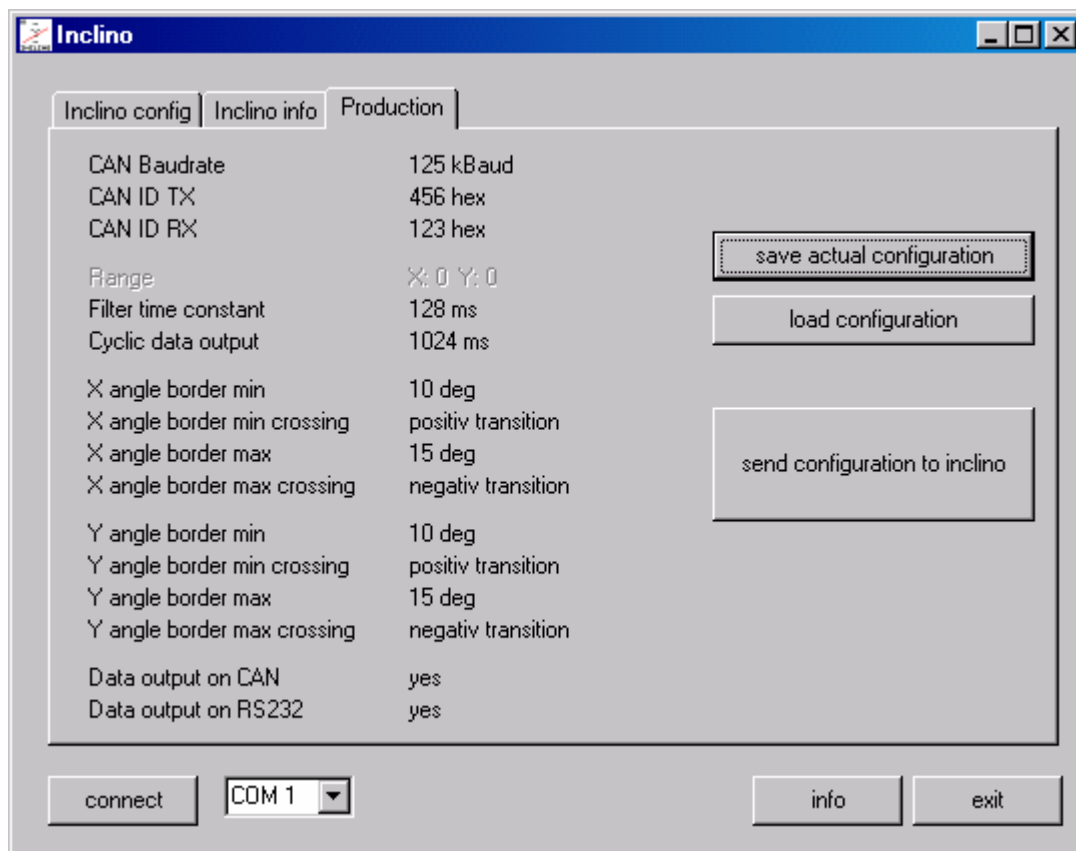 Inclino
Inclino config Inclino info Production
CAN Baudrate 125 kBaud
CAN ID TX 456 hex
CAN ID RX 123 hex
Range X: 0 Y: 0
Filter time constant 128 ms
Cyclic data output 1024 ms
X angle border min 10 deg
X angle border min crossing positiv transition
X angle border max 15 deg
X angle border max crossing negativ transition
Y angle border min 10 deg
Y angle border min crossing positiv transition
Y angle border max 15 deg
Y angle border max crossing negativ transition
Data output on CAN yes
Data output on RS232 yes
save actual configuration
load configuration
send configuration to inclino
connect COM 1 info exit